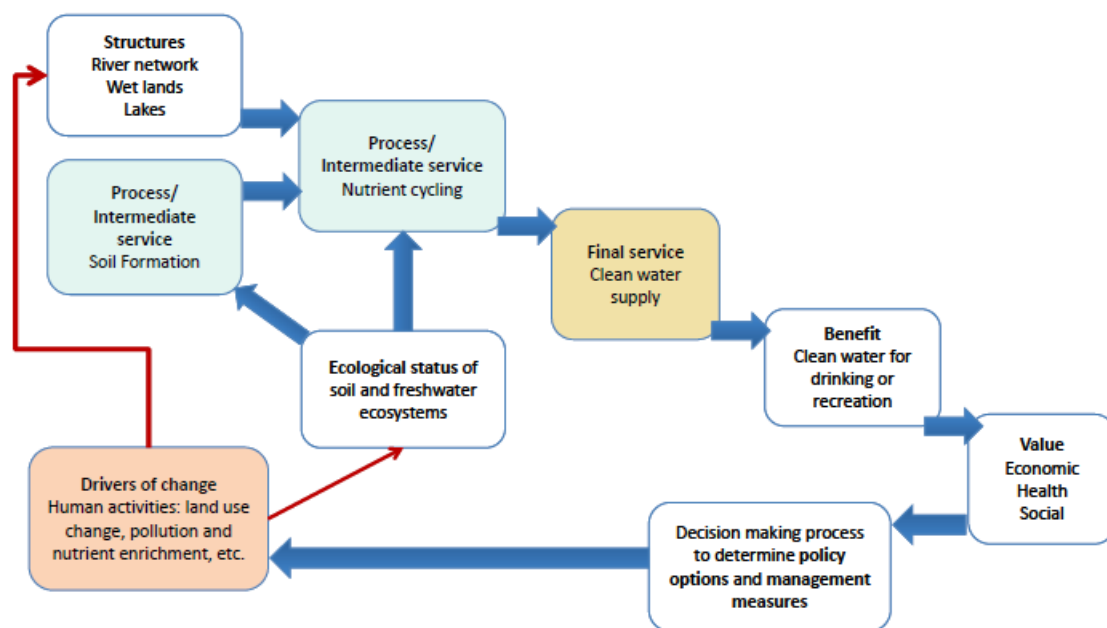 Structures
River network
Wet lands
Lakes
Process/
Intermediate service
Nutrient cycling
Process/
Intermediate
service
Soil Formation
Final service
Clean water
supply
Ecological status of
soil and freshwater
ecosystems
Benefit
Clean water for
drinking or
recreation
Value
Economic
Health
Social
Drivers of change
Human activities: land use
change, pollution and
nutrient enrichment, etc.
Decision making process
to determine policy
options and management
measures